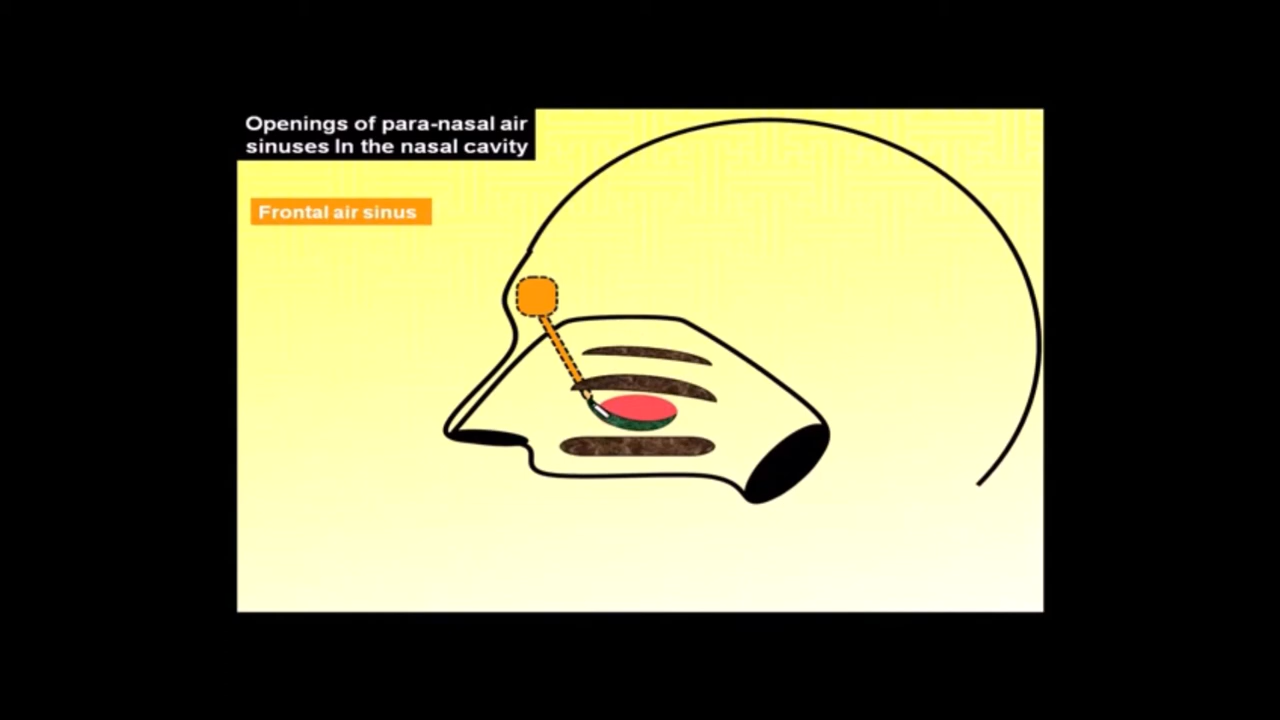 Openings of para-nasal air
sinuses In the nasal cavity
Frontal air sinus